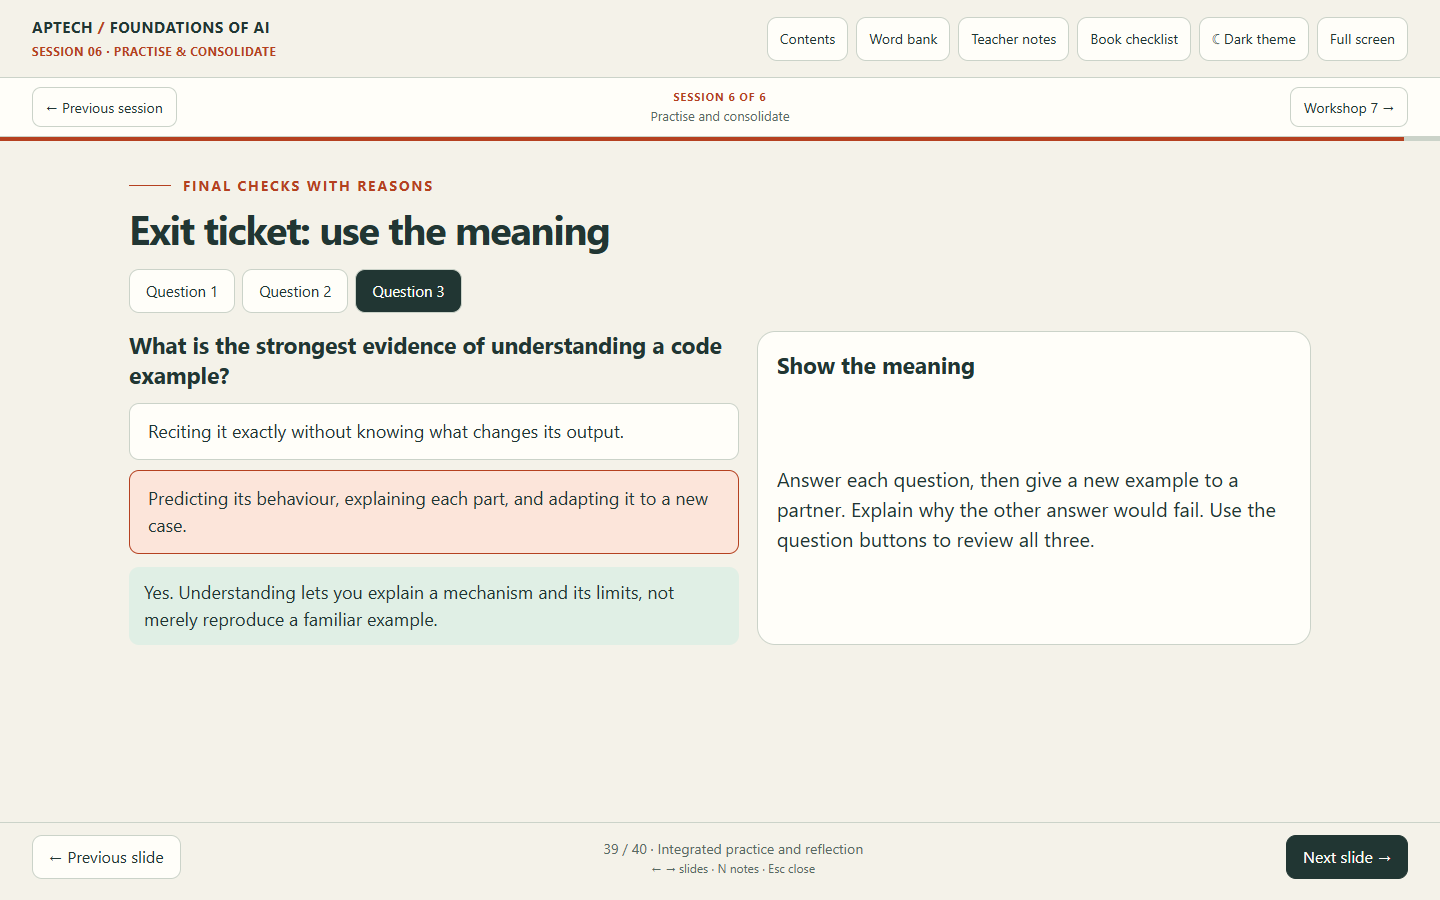 APTECH / FOUNDATIONS OF AI
SESSION 06 · PRACTISE & CONSOLIDATE
Contents
Word bank
Teacher notes
Book checklist
☾ Dark theme
Full screen
← Previous session
SESSION 6 OF 6
Practise and consolidate
Workshop 7 →
FINAL CHECKS WITH REASONS
Exit ticket: use the meaning
Question 1
Question 2
Question 3
What is the strongest evidence of understanding a code
example?
Reciting it exactly without knowing what changes its output.
Predicting its behaviour, explaining each part, and adapting it to a new
case.
Yes. Understanding lets you explain a mechanism and its limits, not
merely reproduce a familiar example.
Show the meaning
Answer each question, then give a new example to a
partner. Explain why the other answer would fail. Use the
question buttons to review all three.
← Previous slide
39 / 40 · Integrated practice and reflection
← → slides · N notes · Esc close
Next slide →